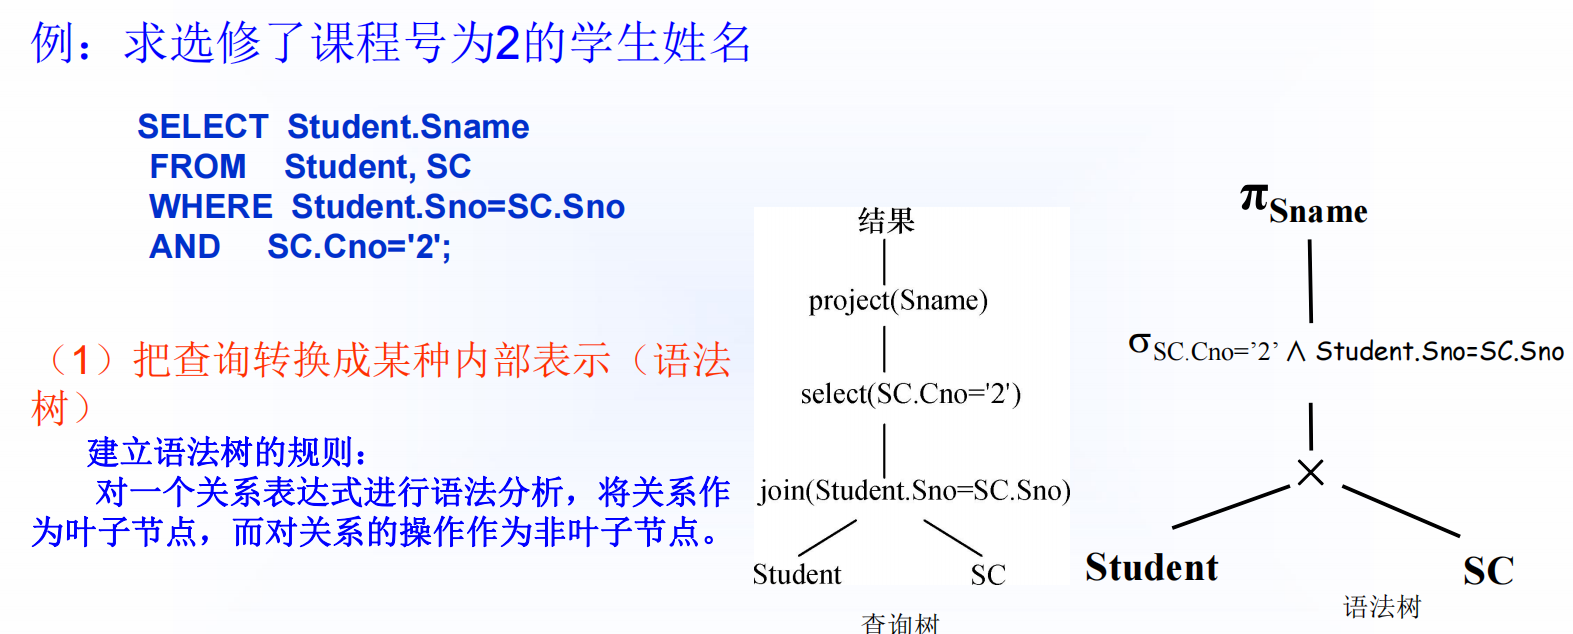 例：求选修了课程号为2的学生姓名
SELECT Student.Sname
FROM Student, SC
WHERE Student.Sno=SC.Sno
AND SC.Cno='2';
（1）把查询转换成某种内部表示（语法
树）
建立语法树的规则：
对一个关系表达式进行语法分析，将关系作
为叶子节点，而对关系的操作作为非叶子节点。
结果
project(Sname)
select(SC.Cno='2')
join(Student.Sno=SC.Sno)
Student SC
查询树
πSname
σSC.Cno=’2’ ∧ Student.Sno=SC.Sno
×
Student SC
语法树